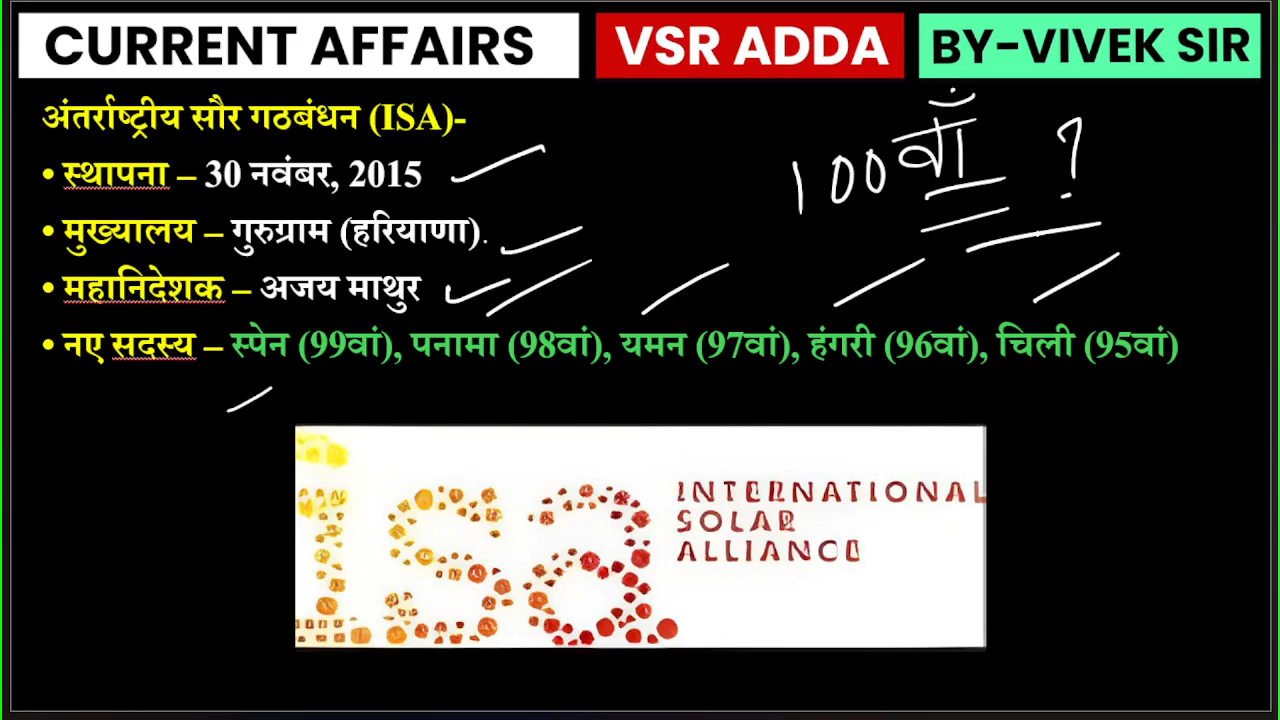 CURRENT AFFAIRS VSR ADDA BY-VIVEK SIR
अंतर्राष्ट्रीय सौर गठबंधन (ISA)-
• स्थापना – 30 नवंबर, 2015
• मुख्यालय – गुरुग्राम (हरियाणा).
• महानिदेशक – अजय माथुर
• नए सदस्य – स्पेन (99वां), पनामा (98वां), यमन (97वां), हंगरी (96वां), चिली (95वां)
100वाँ ?
isa
INTERNATIONAL
SOLAR
ALLIANCE